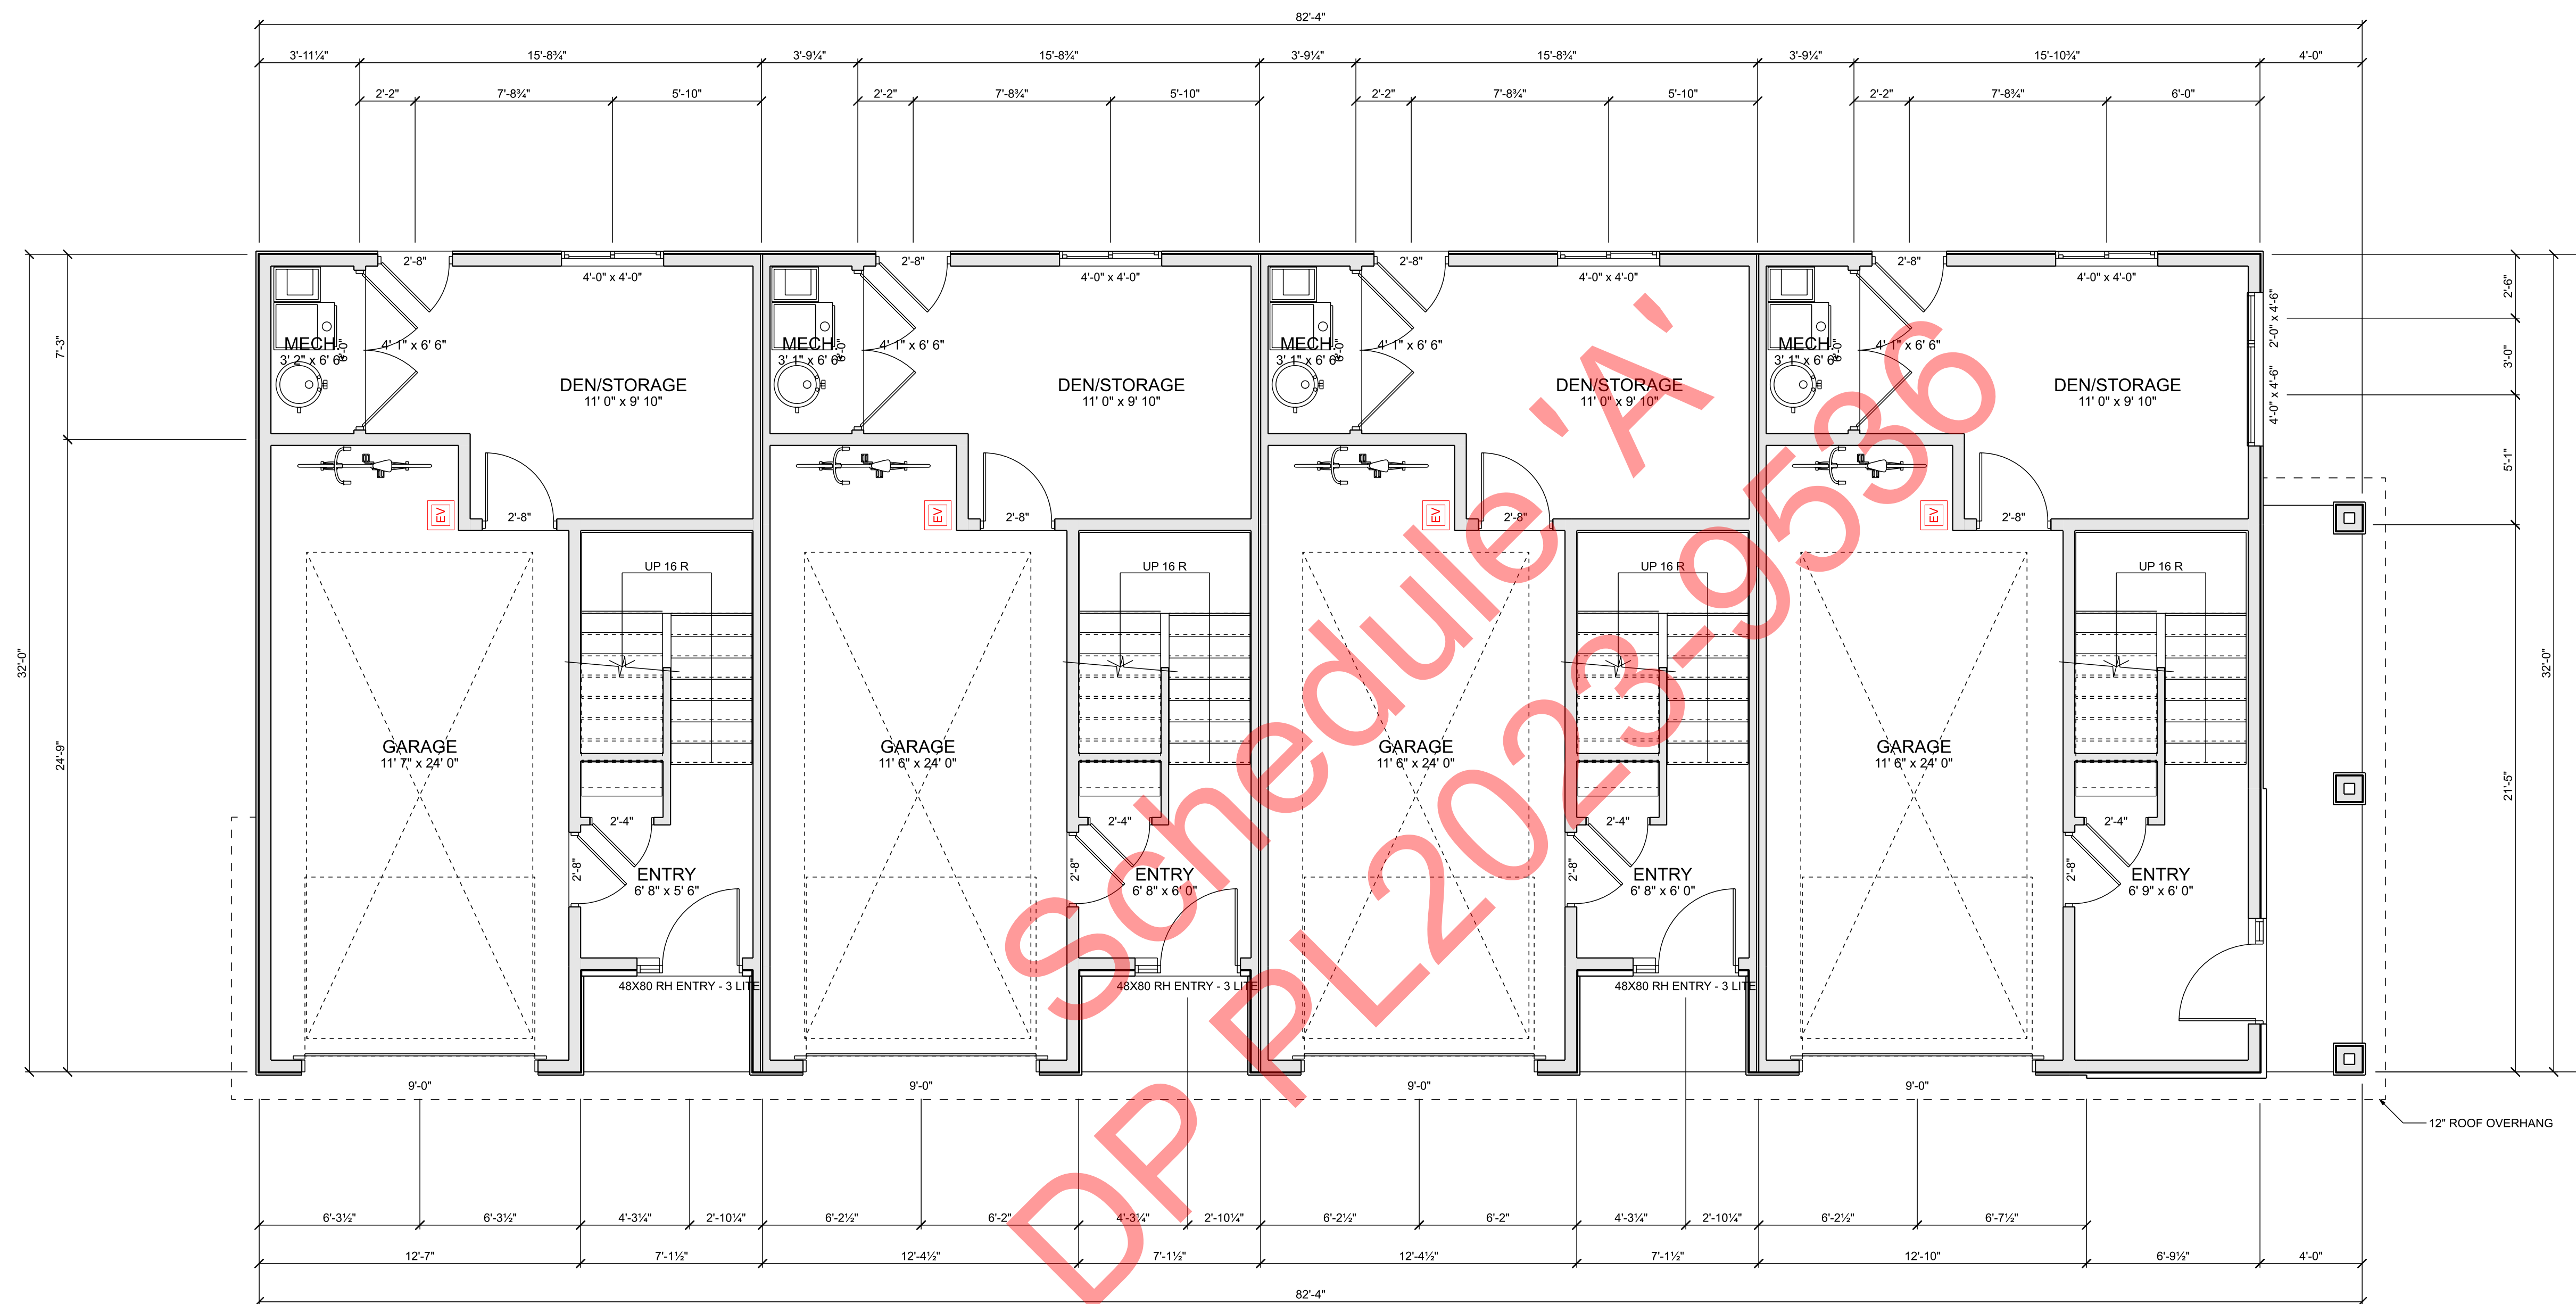 82'-4"
3'-11¼" 15'-8¾" 3'-9¼" 15'-8¾" 3'-9¼" 15'-8¾" 3'-9¼" 15'-10¾" 4'-0"
2'-2" 7'-8¾" 5'-10" 2'-2" 7'-8¾" 5'-10" 2'-2" 7'-8¾" 5'-10" 2'-2" 7'-8¾" 6'-0"
2'-8" 2'-8" 2'-8" 2'-8"
4'-0" x 4'-0" 4'-0" x 4'-0" 4'-0" x 4'-0" 4'-0" x 4'-0"
2'-6"
2'-0" x 4'-6"
7'-3"
MECH. 4' 1" x 6' 6" MECH. 4' 1" x 6' 6" MECH. 4' 1" x 6' 6" MECH. 4' 1" x 6' 6"
3' 2" x 6' 6" 3' 1" x 6' 6" 3' 1" x 6' 6" 3' 1" x 6' 6"
6'-0" 6'-0" 6'-0" 6'-0"
3'-0"
4'-0" x 4'-6"
DEN/STORAGE DEN/STORAGE DEN/STORAGE DEN/STORAGE
11' 0" x 9' 10" 11' 0" x 9' 10" 11' 0" x 9' 10" 11' 0" x 9' 10"
5'-1"
EV EV EV EV
2'-8" 2'-8" 2'-8" 2'-8"
UP 16 R UP 16 R UP 16 R UP 16 R
32'-0" 32'-0"
24'-9"
GARAGE GARAGE GARAGE GARAGE
11' 7" x 24' 0" 11' 6" x 24' 0" 11' 6" x 24' 0" 11' 6" x 24' 0"
21'-5"
2'-4" 2'-4" 2'-4" 2'-4"
2'-8" 2'-8" 2'-8" 2'-8"
ENTRY ENTRY ENTRY ENTRY
6' 8" x 5' 6" 6' 8" x 6' 0" 6' 8" x 6' 0" 6' 9" x 6' 0"
48X80 RH ENTRY - 3 LITE 48X80 RH ENTRY - 3 LITE 48X80 RH ENTRY - 3 LITE
9'-0" 9'-0" 9'-0" 9'-0"
12" ROOF OVERHANG
6'-3½" 6'-3½" 4'-3¼" 2'-10¼" 6'-2½" 6'-2" 4'-3¼" 2'-10¼" 6'-2½" 6'-2" 4'-3¼" 2'-10¼" 6'-2½" 6'-7½"
12'-7" 7'-1½" 12'-4½" 7'-1½" 12'-4½" 7'-1½" 12'-10" 6'-9½" 4'-0"
82'-4"
Schedule 'A'
DP PL2023-9536